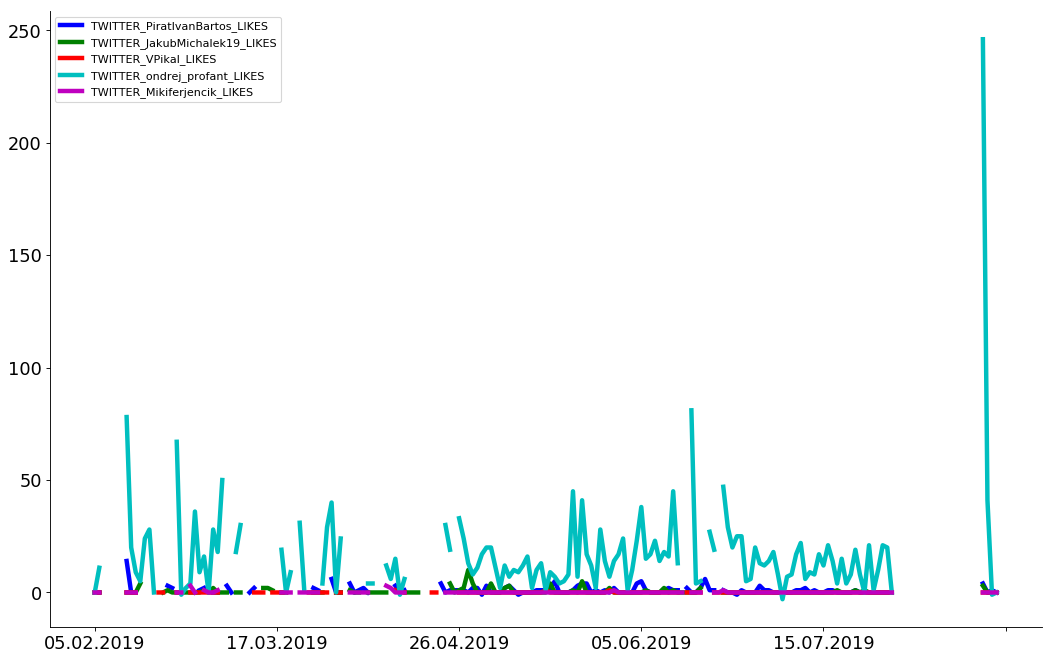 250
200
150
100
50
0
TWITTER_PiratIvanBartos_LIKES
TWITTER_JakubMichalek19_LIKES
TWITTER_VPikal_LIKES
TWITTER_ondrej_profant_LIKES
TWITTER_Mikiferjencik_LIKES
05.02.2019 17.03.2019 26.04.2019 05.06.2019 15.07.2019